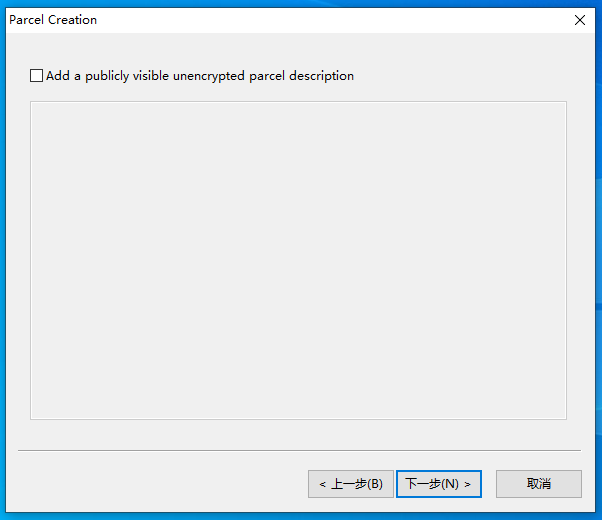 Parcel Creation
Add a publicly visible unencrypted parcel description
< 上一步(B)
下一步(N) >
取消